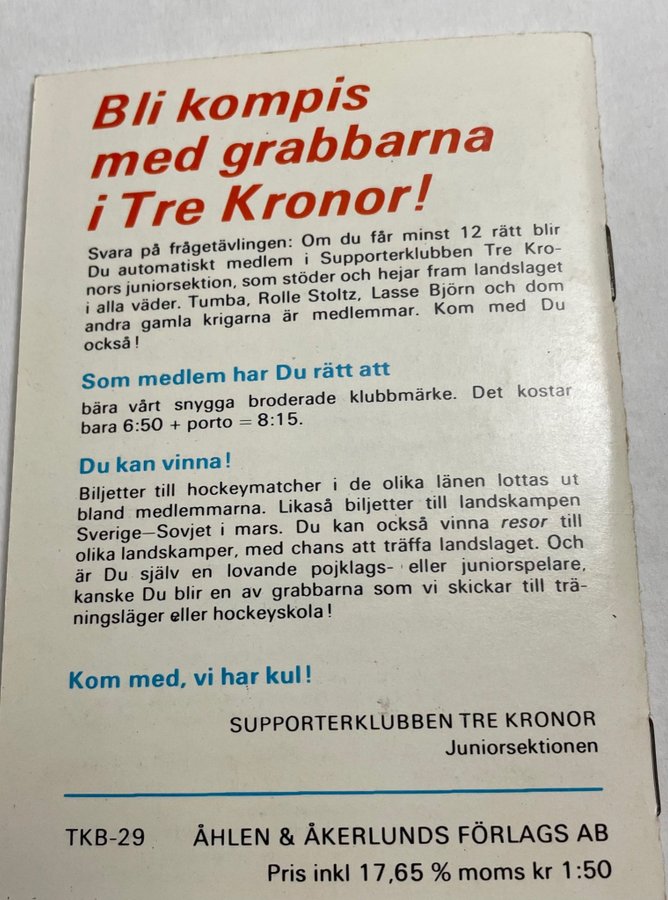 Bli kompis
med grabbarna
i Tre Kronor!
Svara på frågetävlingen: Om du får minst 12 rätt blir
Du automatiskt medlem i Supporterklubben Tre Kro-
nors juniorsektion, som stöder och hejar fram landslaget
i alla väder. Tumba, Rolle Stoltz, Lasse Björn och dom
andra gamla krigarna är medlemmar. Kom med Du
också!
Som medlem har Du rätt att
bära vårt snygga broderade klubbmärke. Det kostar
bara 6:50 + porto = 8:15.
Du kan vinna!
Biljetter till hockeymatcher i de olika länen lottas ut
bland medlemmarna. Likaså biljetter till landskampen
Sverige—Sovjet i mars. Du kan också vinna resor till
olika landskamper, med chans att träffa landslaget. Och
är Du själv en lovande pojklags- eller juniorspelare,
kanske Du blir en av grabbarna som vi skickar till trä-
ningsläger eller hockeyskola!
Kom med, vi har kul!
SUPPORTERKLUBBEN TRE KRONOR
Juniorsektionen
TKB-29 ÅHLEN & ÅKERLUNDS FÖRLAGS AB
Pris inkl 17,65 % moms kr 1:50